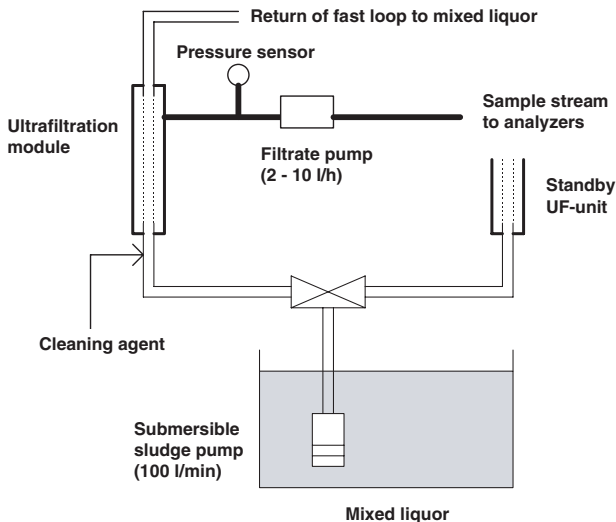 Return of fast loop to mixed liquor
Pressure sensor
Ultrafiltration
module
Sample stream
to analyzers
Filtrate pump
(2 - 10 l/h)
Standby
UF-unit
Cleaning agent
Submersible
sludge pump
(100 l/min)
Mixed liquor